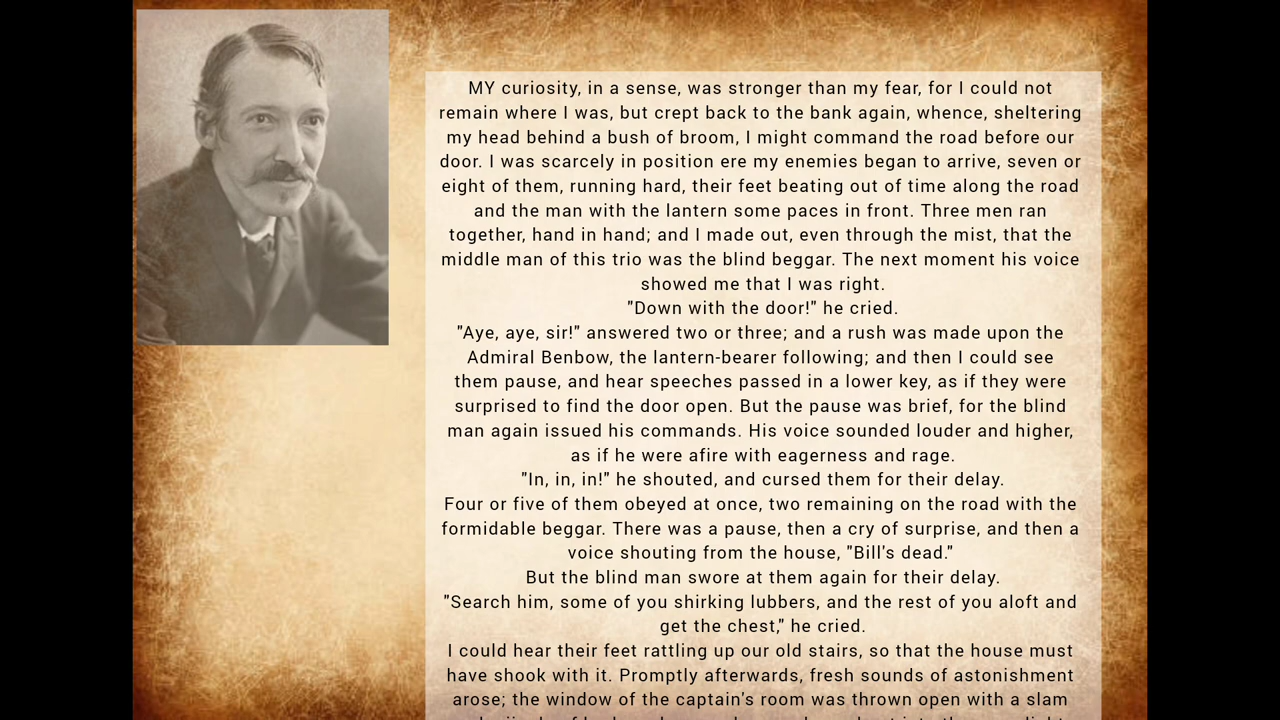 MY curiosity, in a sense, was stronger than my fear, for I could not
remain where I was, but crept back to the bank again, whence, sheltering
my head behind a bush of broom, I might command the road before our
door. I was scarcely in position ere my enemies began to arrive, seven or
eight of them, running hard, their feet beating out of time along the road
and the man with the lantern some paces in front. Three men ran
together, hand in hand; and I made out, even through the mist, that the
middle man of this trio was the blind beggar. The next moment his voice
showed me that I was right.
"Down with the door!" he cried.
"Aye, aye, sir!" answered two or three; and a rush was made upon the
Admiral Benbow, the lantern-bearer following; and then I could see
them pause, and hear speeches passed in a lower key, as if they were
surprised to find the door open. But the pause was brief, for the blind
man again issued his commands. His voice sounded louder and higher,
as if he were afire with eagerness and rage.
"In, in, in!" he shouted, and cursed them for their delay.
Four or five of them obeyed at once, two remaining on the road with the
formidable beggar. There was a pause, then a cry of surprise, and then a
voice shouting from the house, "Bill's dead."
But the blind man swore at them again for their delay.
"Search him, some of you shirking lubbers, and the rest of you aloft and
get the chest," he cried.
I could hear their feet rattling up our old stairs, so that the house must
have shook with it. Promptly afterwards, fresh sounds of astonishment
arose; the window of the captain's room was thrown open with a slam